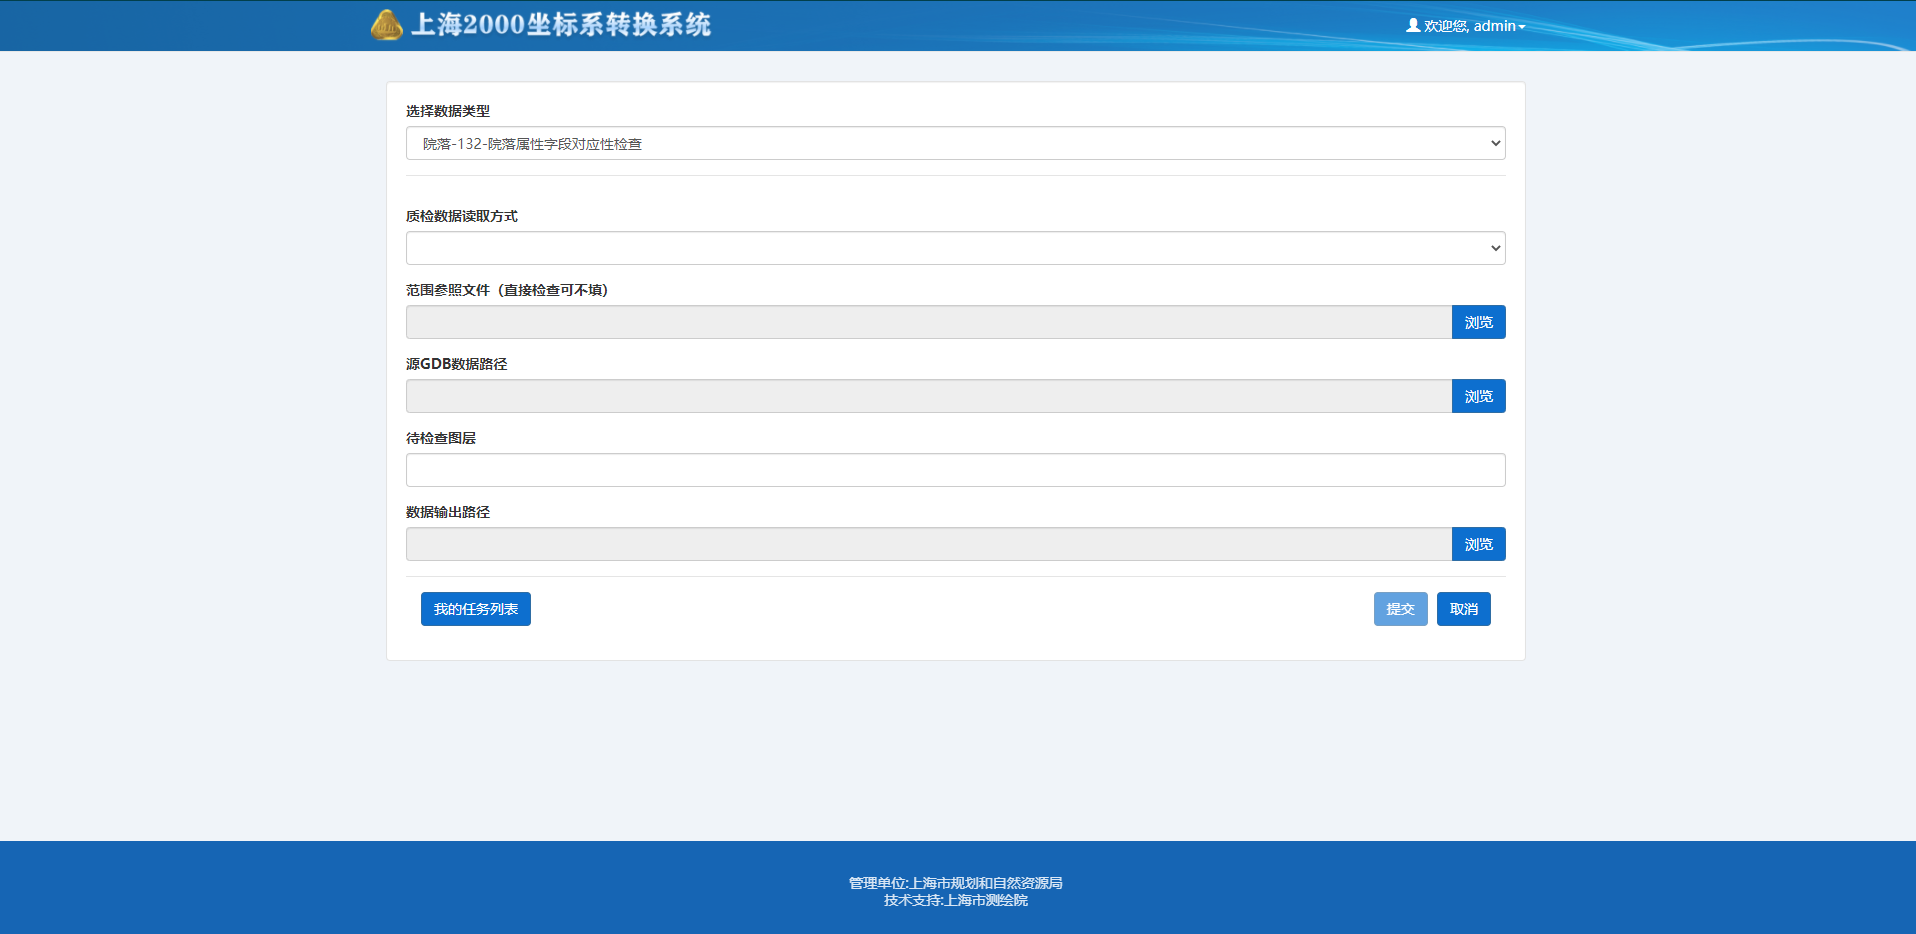 上海2000坐标系转换系统
欢迎您, admin
选择数据类型
院落-132-院落属性字段对应性检查
质检数据读取方式
范围参照文件（直接检查可不填）
浏览
源GDB数据路径
浏览
待检查图层
数据输出路径
浏览
我的任务列表
提交
取消
管理单位:上海市规划和自然资源局
技术支持:上海市测绘院